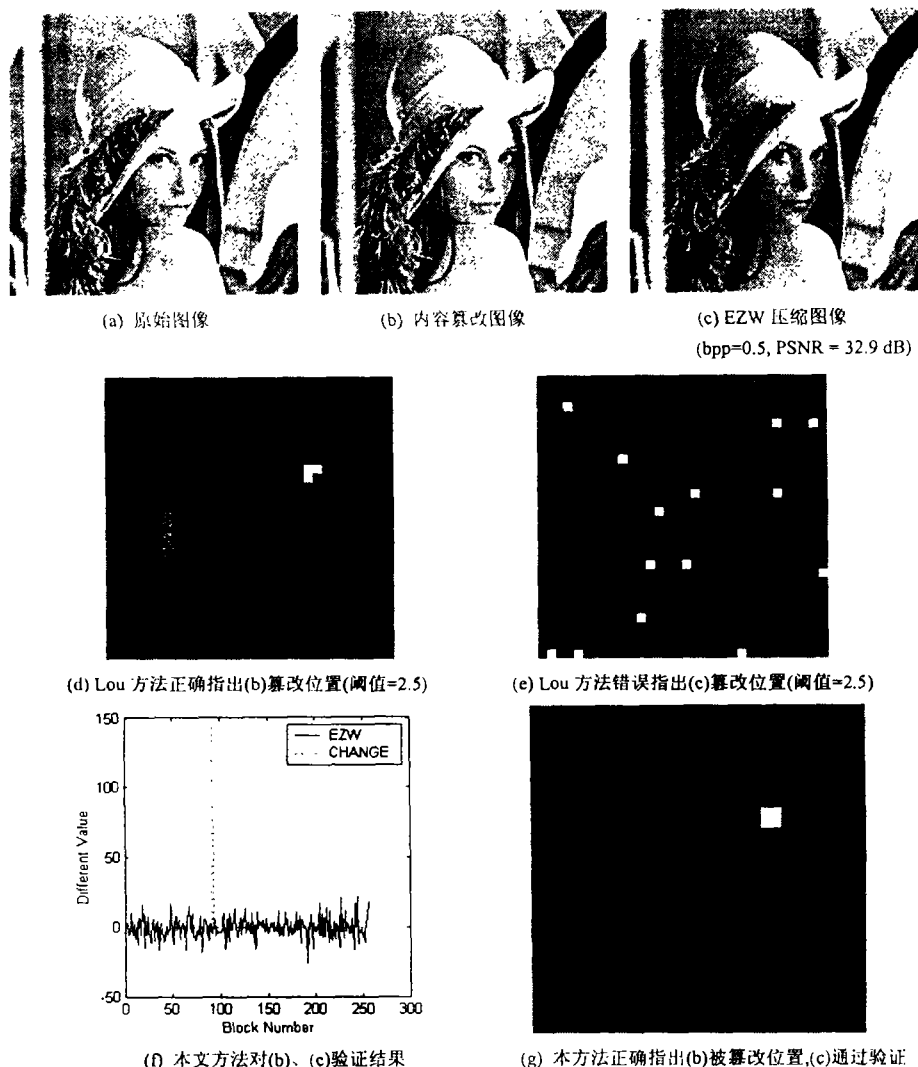 (a) 原始图像
(b) 内容篡改图像
(c) EZW 压缩图像
(bpp=0.5, PSNR = 32.9 dB)
(d) Lou 方法正确指出(b)篡改位置(阈值=2.5)
(e) Lou 方法错误指出(c)篡改位置(阈值=2.5)
150
100
50
0
-50
Different Value
EZW
CHANGE
0 50 100 150 200 250 300
Block Number
(f) 本文方法对(b)、(c)验证结果
(g) 本方法正确指出(b)被篡改位置,(c)通过验证